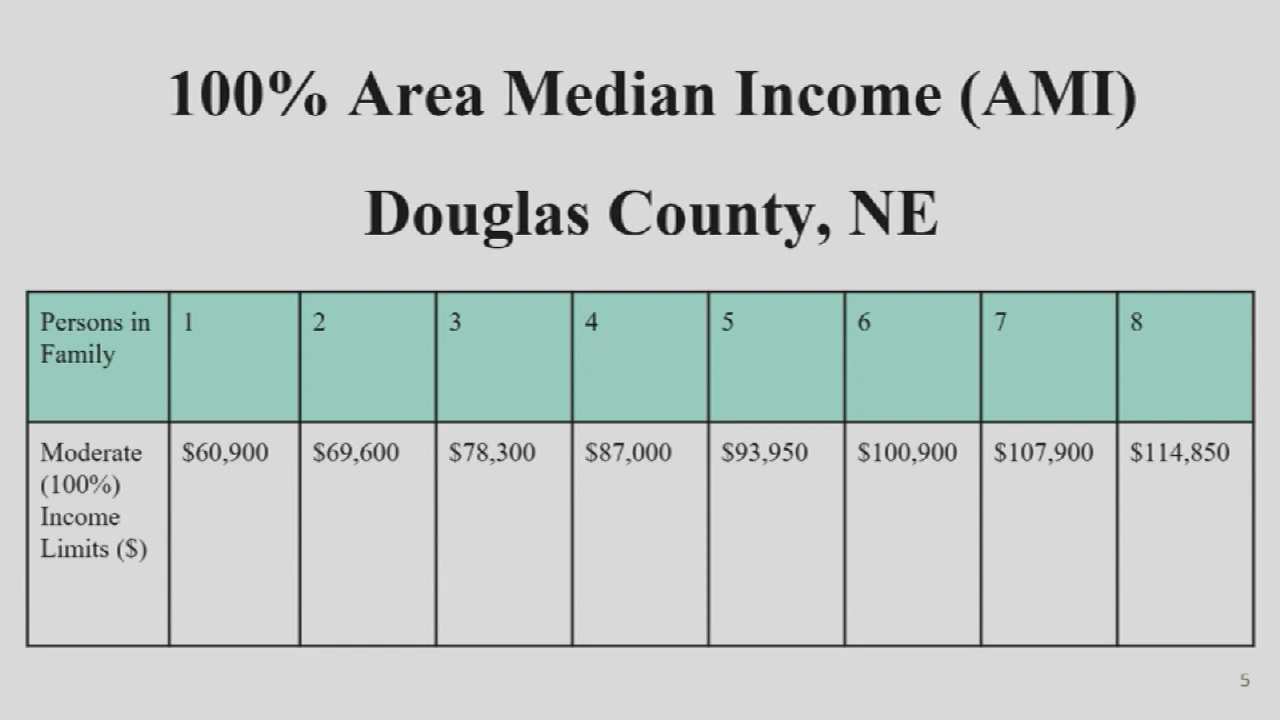 100% Area Median Income (AMI)
Douglas County, NE
Persons in Family 1 2 3 4 5 6 7 8
Moderate (100%) Income Limits ($) $60,900 $69,600 $78,300 $87,000 $93,950 $100,900 $107,900 $114,850
5